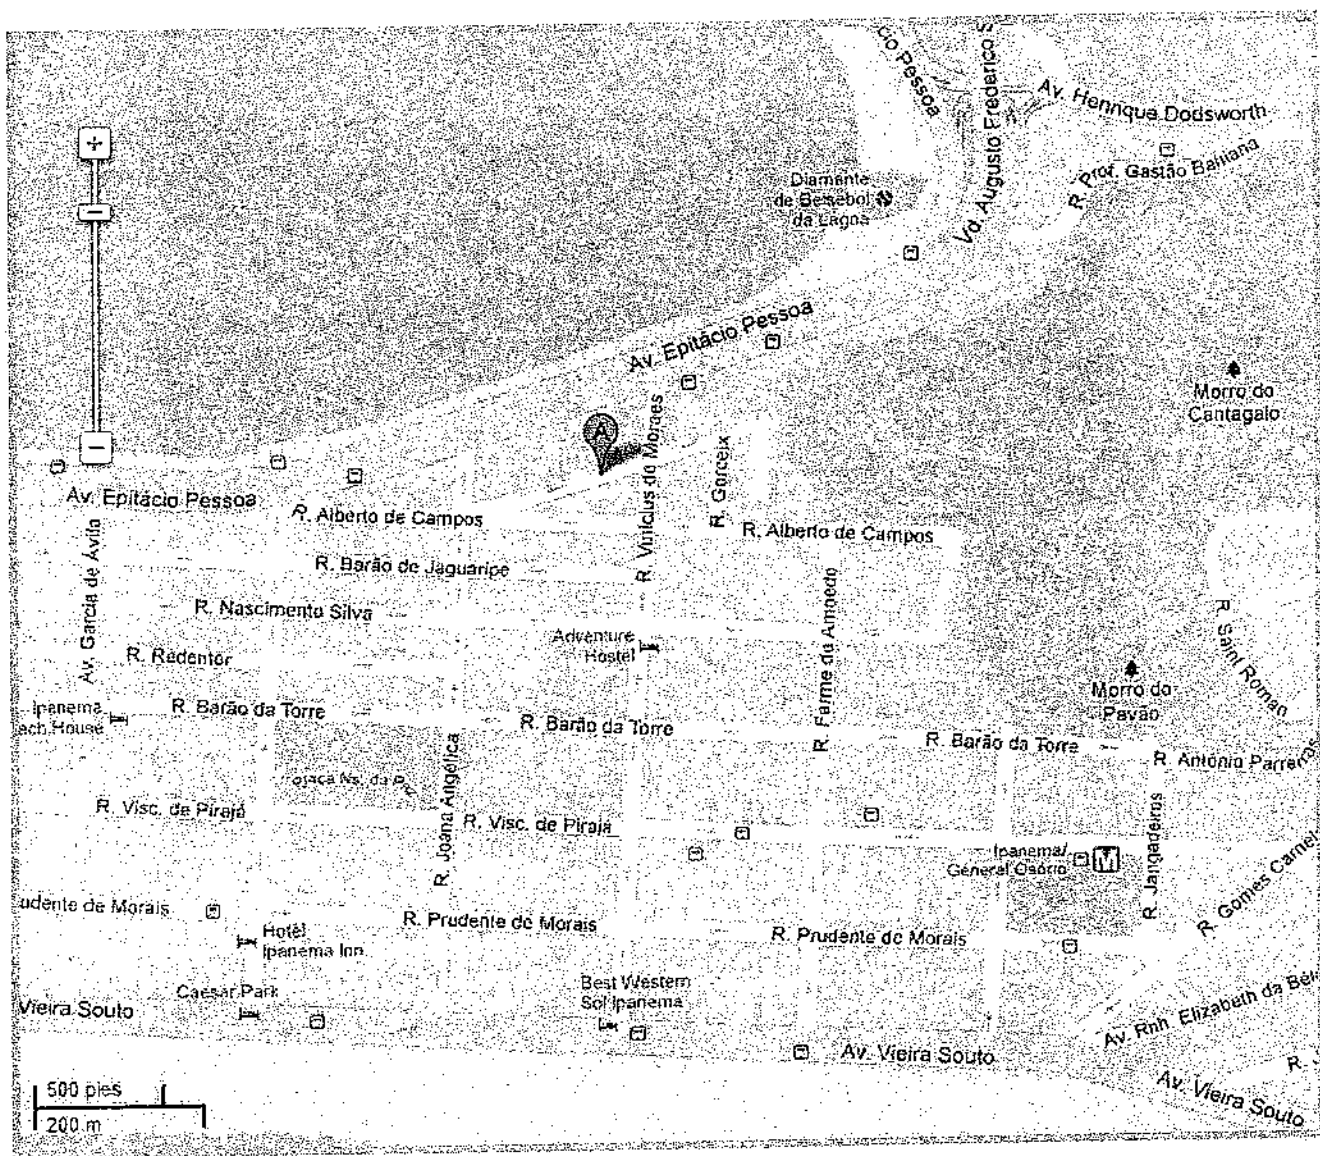 cio Pessoa
Vd. Augusto Frederico S
Av. Henrique Dodsworth
R. Prof. Gastão Bahiana
Diamante
de Beisebol
da Lagoa
Av. Epitácio Pessoa
Morro do
Cantagalo
A
R. Vinícius de Moraes
R. Gorceix
Av. Epitácio Pessoa
R. Alberto de Campos
R. Alberto de Campos
Av. Garcia de Ávila
R. Barão de Jaguaripe
R. Nascimento Silva
R. Farme de Amoedo
R. Saint Roman
Adventure
Hostel
R. Redentor
Morro do
Pavão
Ipanema
ach House
R. Barão da Torre
R. Barão da Torre
R. Barão da Torre
R. Antônio Parreiras
R. Joana Angélica
R. Visc. de Pirajá
R. Visc. de Pirajá
Ipanema/
General Osório
M
R. Jangadeiros
R. Gomes Carnei
udente de Morais
R. Prudente de Morais
R. Prudente de Morais
Hotel
Ipanema Inn
Caesar Park
Best Western
Sol Ipanema
Vieira Souto
Av. Vieira Souto
Av. Rnh. Elizabeth da Bél
R.
Av. Vieira Souto
500 pies
200 m